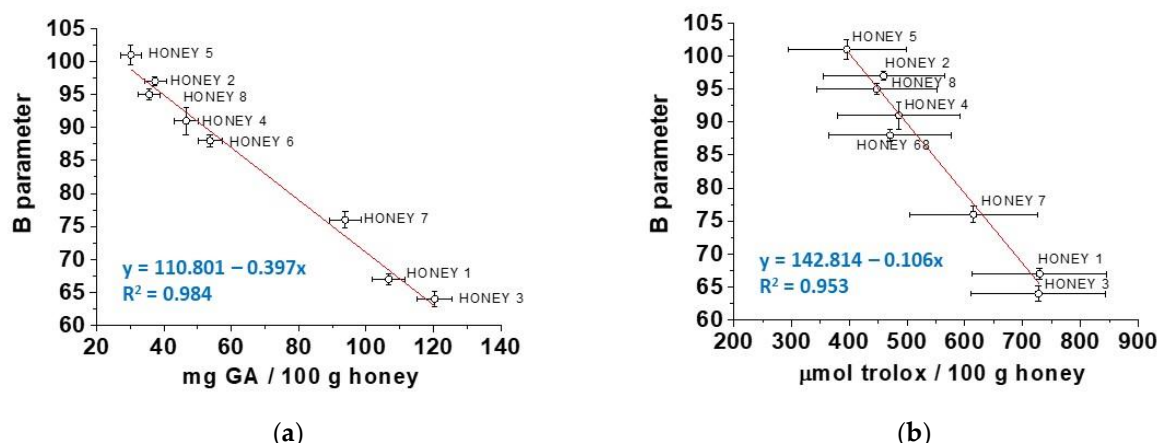 105
100
95
90
85
80
75
70
65
60
B parameter
HONEY 5
HONEY 2
HONEY 8
HONEY 4
HONEY 6
HONEY 7
HONEY 1
HONEY 3
y = 110.801 – 0.397x
R² = 0.984
20 40 60 80 100 120 140
mg GA / 100 g honey
(a)
105
100
95
90
85
80
75
70
65
60
B parameter
HONEY 5
HONEY 2
HONEY 8
HONEY 4
HONEY 68
HONEY 7
HONEY 1
HONEY 3
y = 142.814 – 0.106x
R² = 0.953
200 300 400 500 600 700 800 900
μmol trolox / 100 g honey
(b)